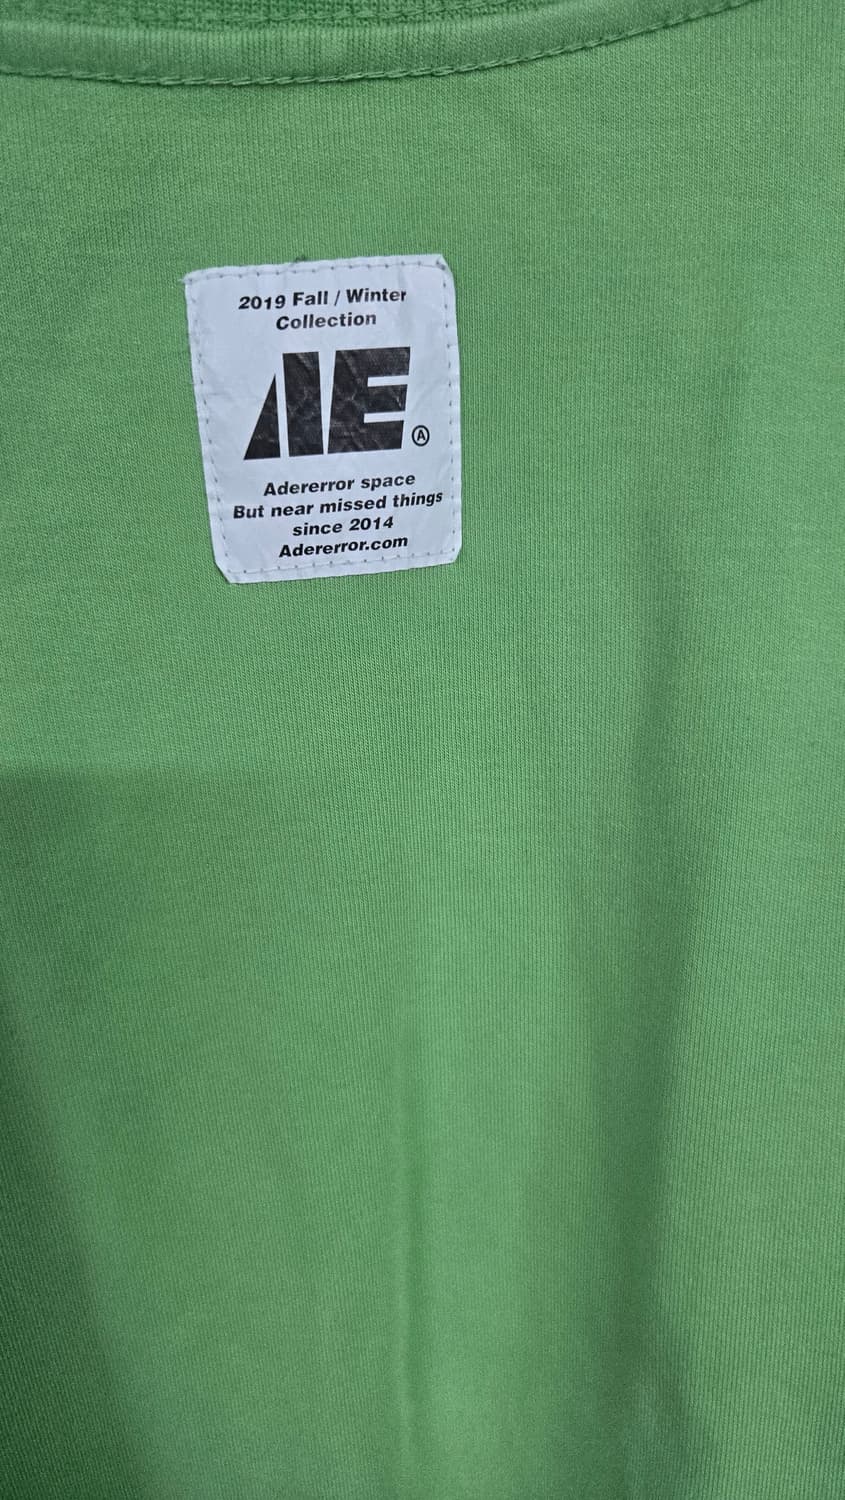 2019 Fall / Winter
Collection
AE Ⓐ
Adererror space
But near missed things
since 2014
Adererror.com